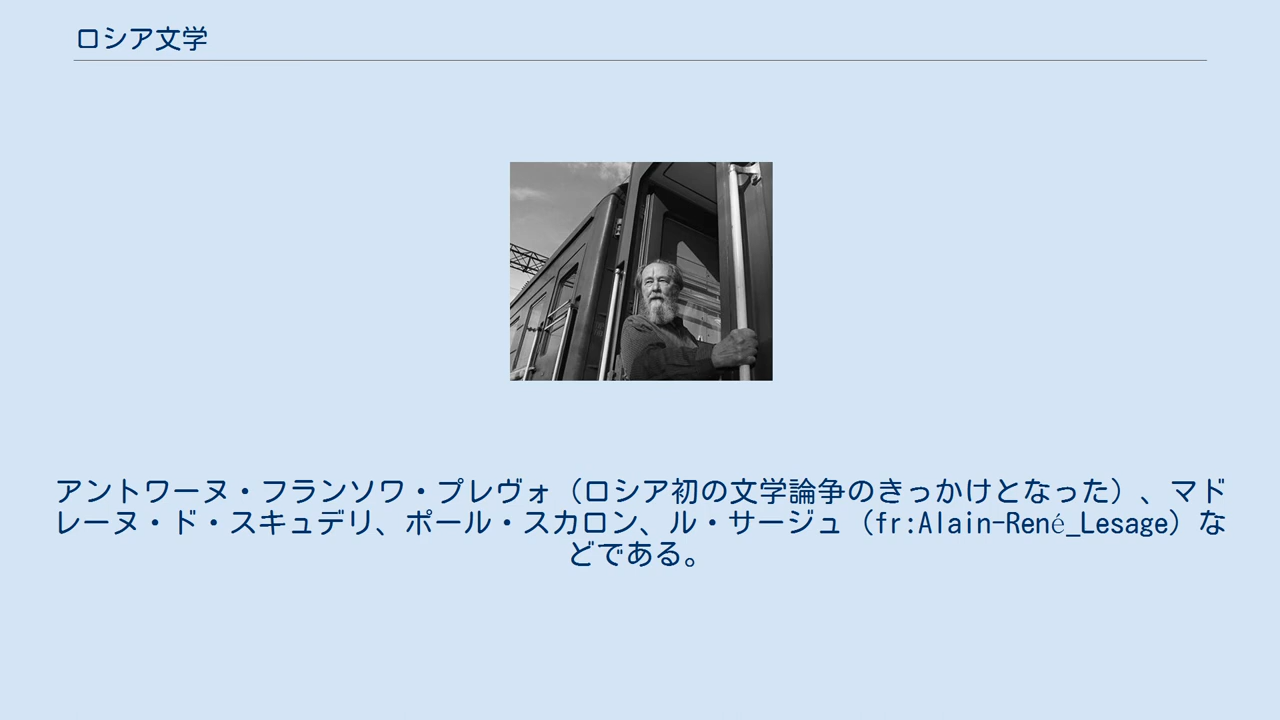 ロシア文学
アントワーヌ・フランソワ・プレヴォ（ロシア初の文学論争のきっかけとなった）、マド
レーヌ・ド・スキュデリ、ポール・スカロン、ル・サージュ（fr:Alain-René_Lesage）な
どである。